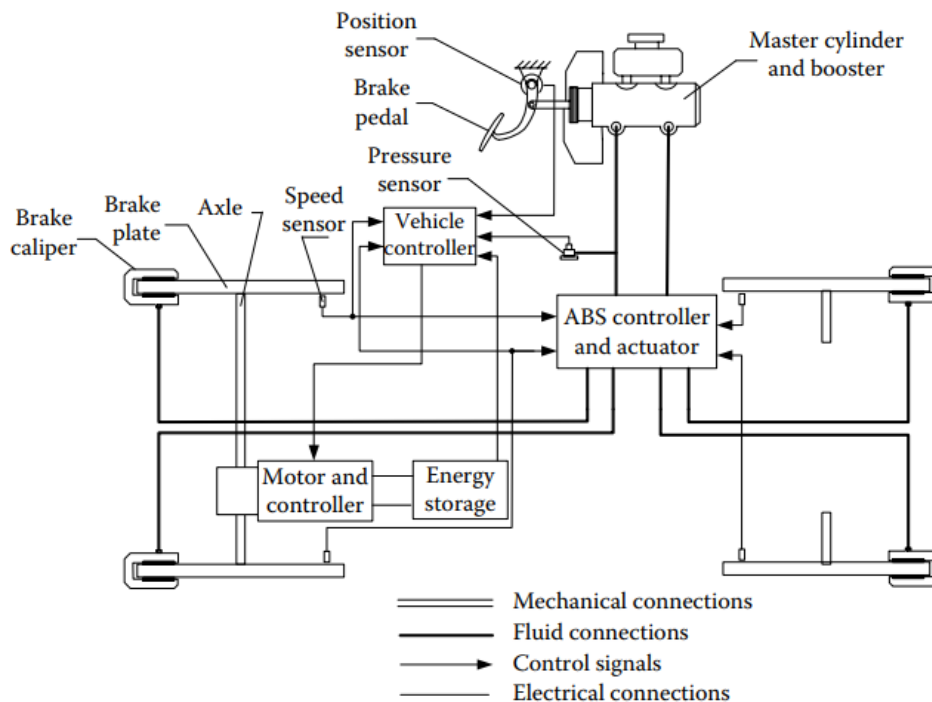 Position
sensor
Master cylinder
and booster
Brake
pedal
Pressure
sensor
Brake
caliper
Brake
plate
Axle
Speed
sensor
Vehicle
controller
ABS controller
and actuator
Motor and
controller
Energy
storage
Mechanical connections
Fluid connections
Control signals
Electrical connections